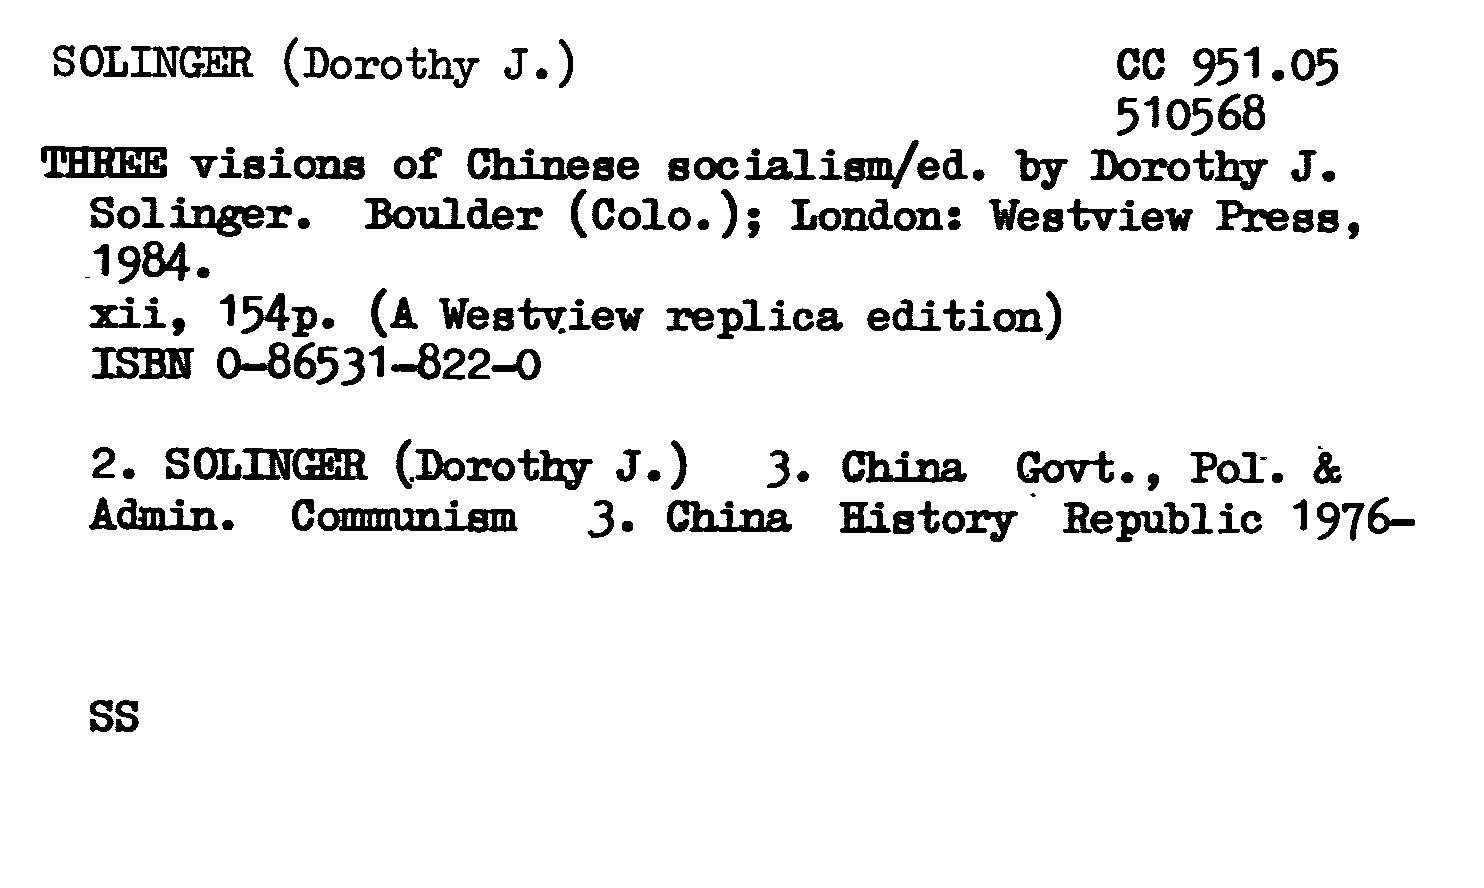 SOLINGER (Dorothy J.)
CC 951.05
510568
THREE visions of Chinese socialism/ed. by Dorothy J.
Solinger. Boulder (Colo.); London: Westview Press,
1984.
xii, 154p. (A Westview replica edition)
ISBN 0-86531-822-0
2. SOLINGER (Dorothy J.) 3. China Govt., Pol. &
Admin. Communism 3. China History Republic 1976-
SS